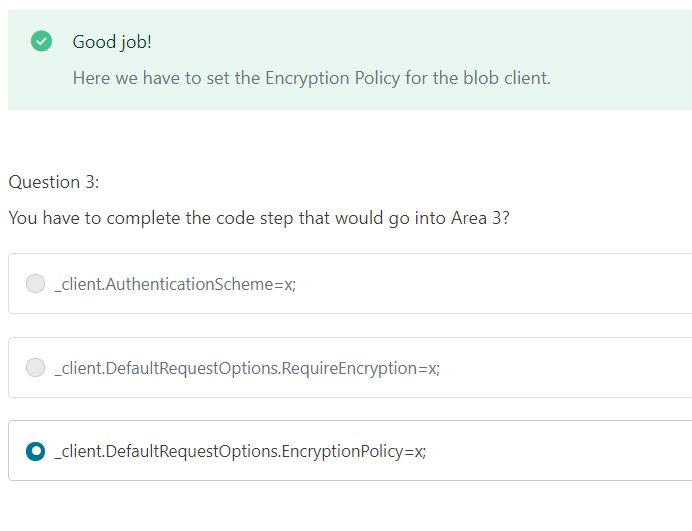 Good job!
Here we have to set the Encryption Policy for the blob client.
Question 3:
You have to complete the code step that would go into Area 3?
_client.AuthenticationScheme=x;
_client.DefaultRequestOptions.RequireEncryption=x;
_client.DefaultRequestOptions.EncryptionPolicy=x;